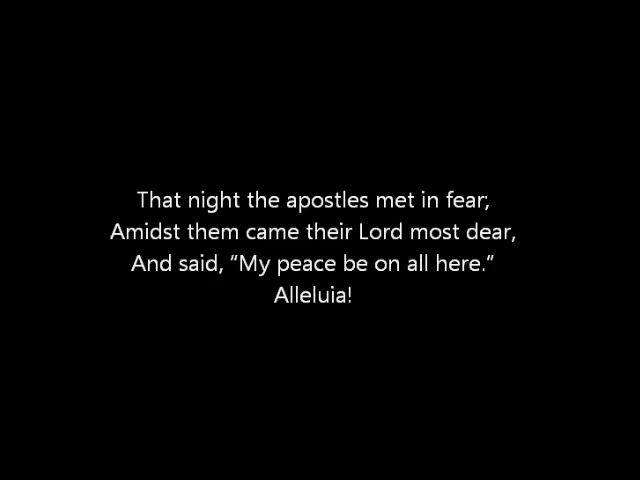 That night the apostles met in fear;
Amidst them came their Lord most dear,
And said, “My peace be on all here.”
Alleluia!